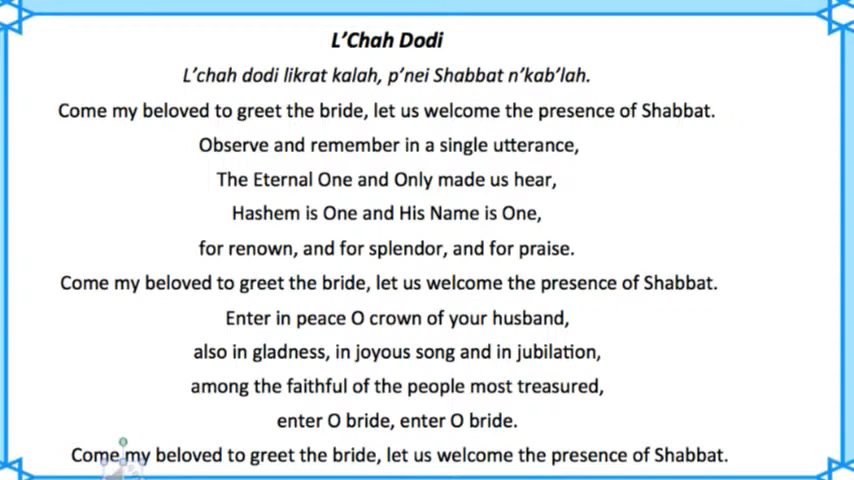 L’Chah Dodi
L’chah dodi likrat kalah, p’nei Shabbat n’kab’lah.
Come my beloved to greet the bride, let us welcome the presence of Shabbat.
Observe and remember in a single utterance,
The Eternal One and Only made us hear,
Hashem is One and His Name is One,
for renown, and for splendor, and for praise.
Come my beloved to greet the bride, let us welcome the presence of Shabbat.
Enter in peace O crown of your husband,
also in gladness, in joyous song and in jubilation,
among the faithful of the people most treasured,
enter O bride, enter O bride.
Come my beloved to greet the bride, let us welcome the presence of Shabbat.